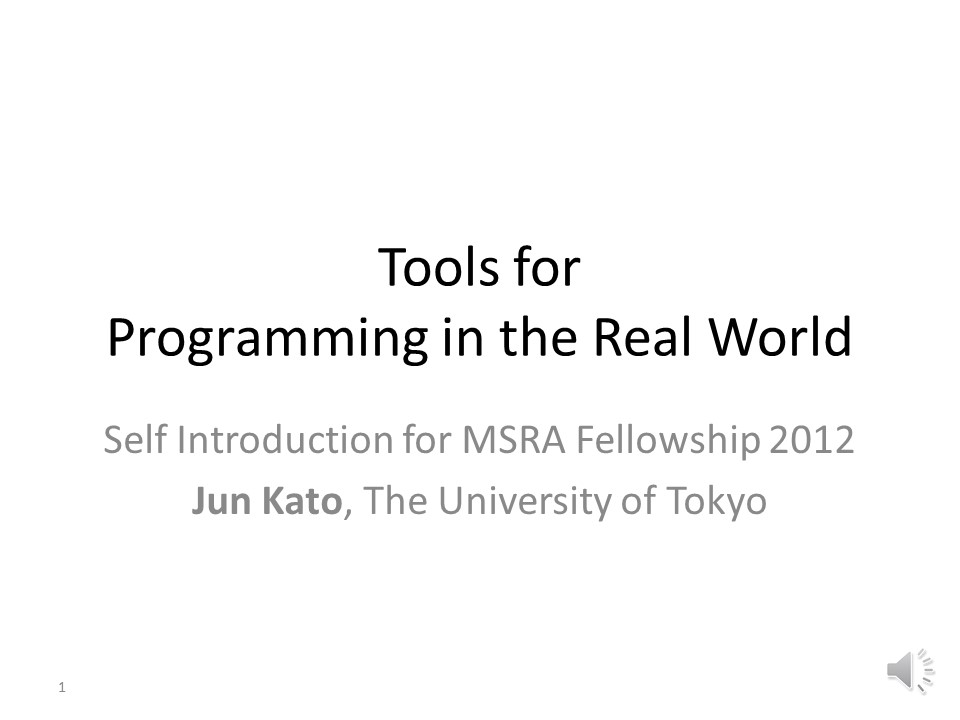 Tools for
Programming in the Real World
Self Introduction for MSRA Fellowship 2012
Jun Kato, The University of Tokyo
1